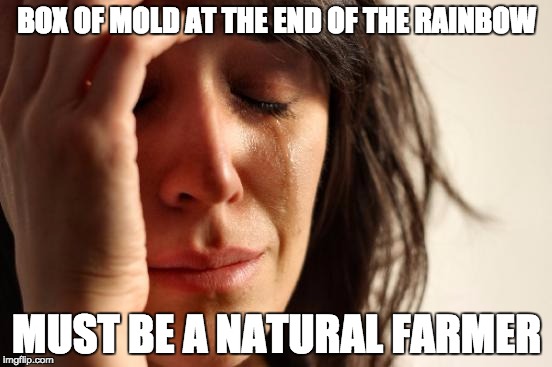 BOX OF MOLD AT THE END OF THE RAINBOW
MUST BE A NATURAL FARMER
imgflip.com